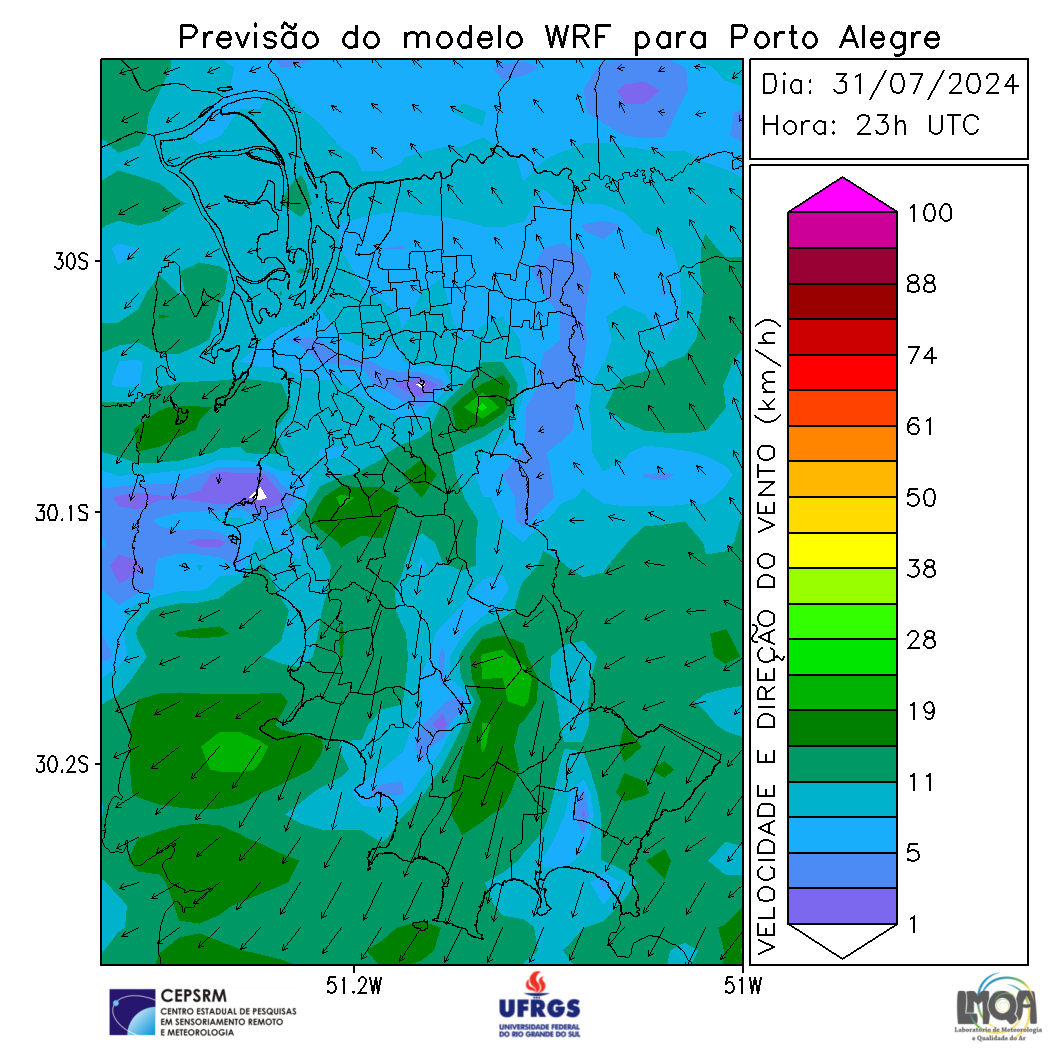 Previsão do modelo WRF para Porto Alegre
Dia: 31/07/2024
Hora: 23h UTC
30S
30.1S
30.2S
51.2W
51W
VELOCIDADE E DIREÇÃO DO VENTO (km/h)
100
88
74
61
50
38
28
19
11
5
1
CEPSRM
CENTRO ESTADUAL DE PESQUISAS
EM SENSORIAMENTO REMOTO
E METEOROLOGIA
UFRGS
UNIVERSIDADE FEDERAL
DO RIO GRANDE DO SUL
LMQA
Laboratório de Meteorologia
e Qualidade do Ar